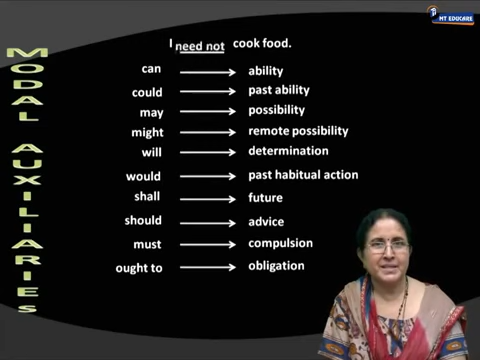 MT EDUCARE
I need not cook food.
MODAL AUXILIARIES
can → ability
could → past ability
may → possibility
might → remote possibility
will → determination
would → past habitual action
shall → future
should → advice
must → compulsion
ought to → obligation